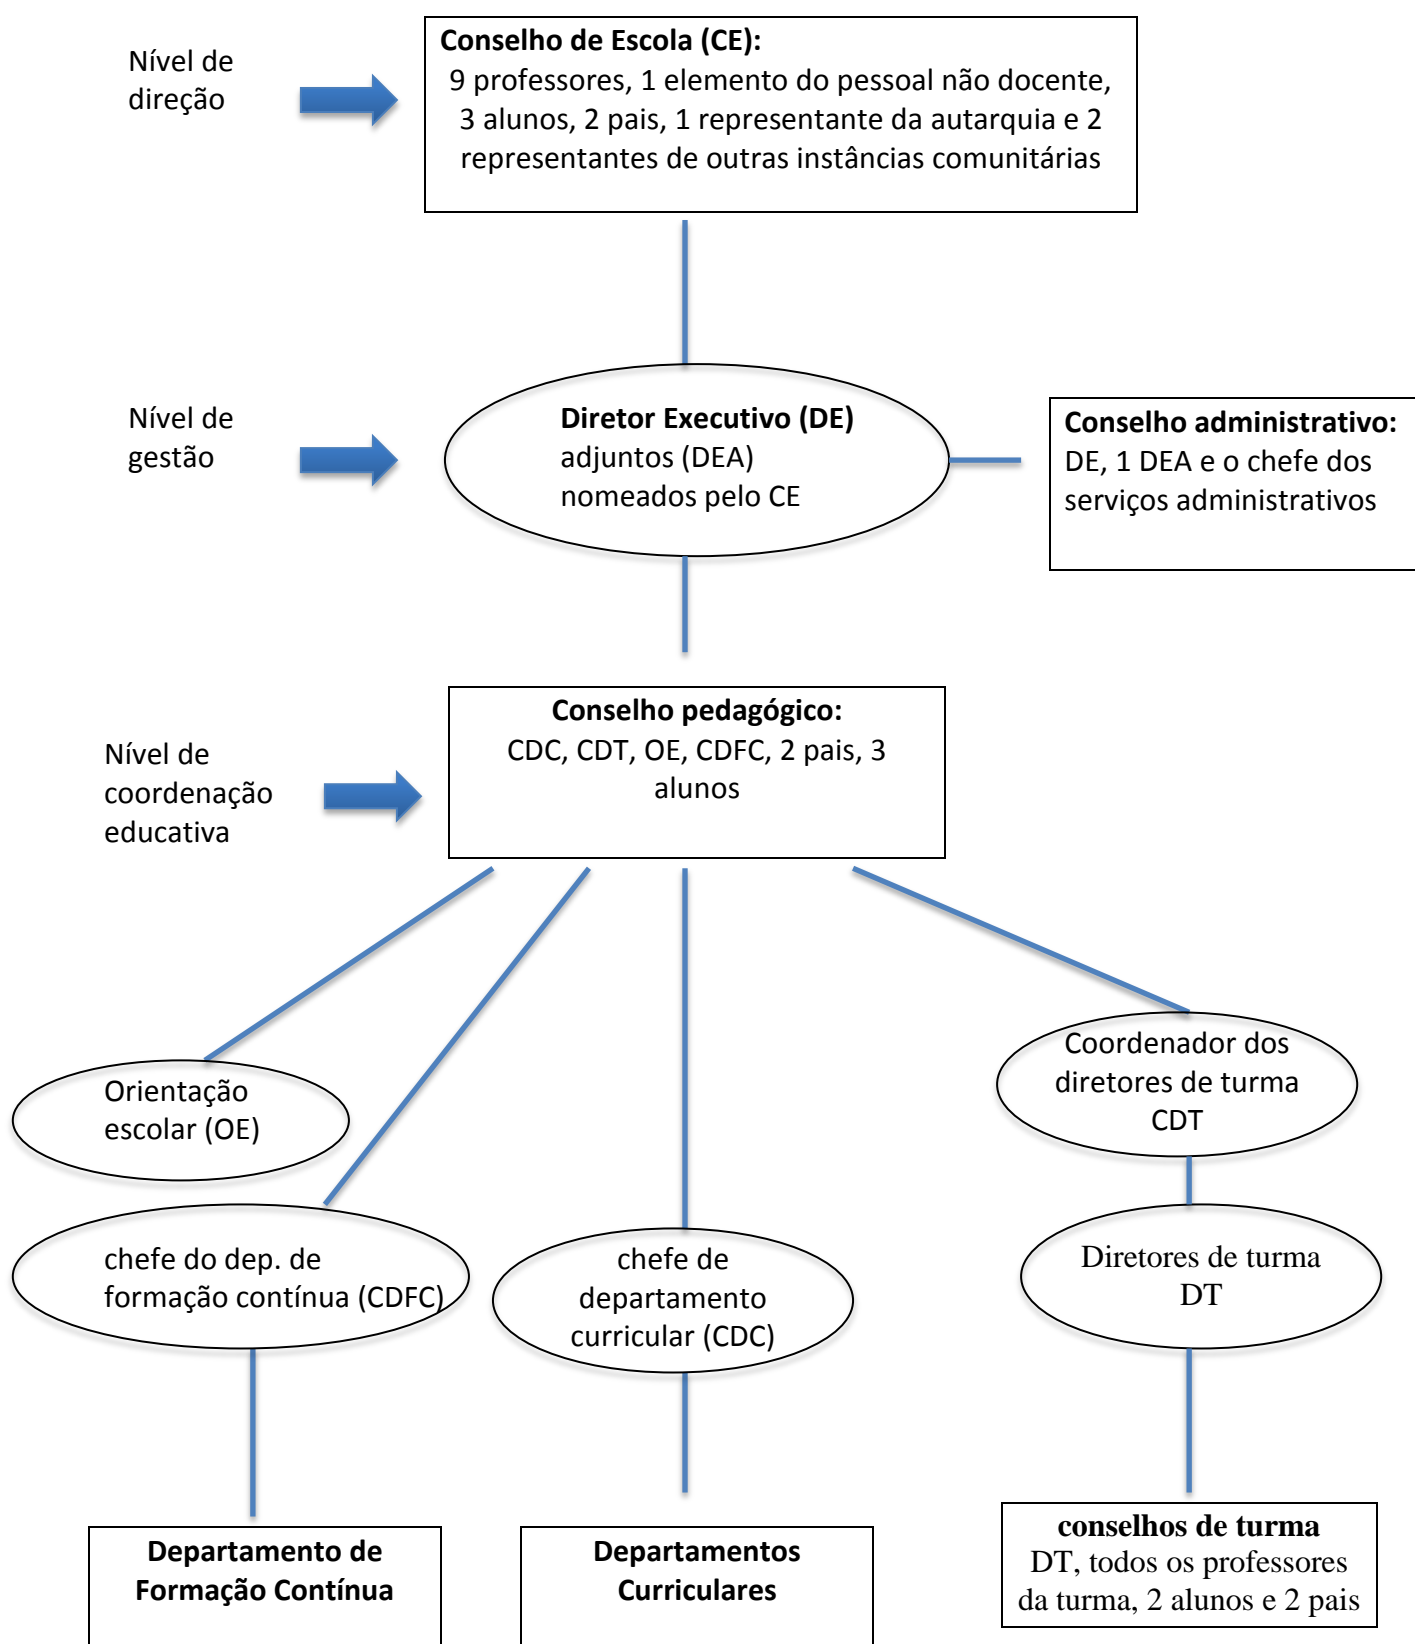 Nível de
direção
Conselho de Escola (CE):
9 professores, 1 elemento do pessoal não docente,
3 alunos, 2 pais, 1 representante da autarquia e 2
representantes de outras instâncias comunitárias
Nível de
gestão
Diretor Executivo (DE)
adjuntos (DEA)
nomeados pelo CE
Conselho administrativo:
DE, 1 DEA e o chefe dos
serviços administrativos
Nível de
coordenação
educativa
Conselho pedagógico:
CDC, CDT, OE, CDFC, 2 pais, 3
alunos
Orientação
escolar (OE)
Coordenador dos
diretores de turma
CDT
chefe do dep. de
formação contínua (CDFC)
chefe de
departamento
curricular (CDC)
Diretores de turma
DT
Departamento de
Formação Contínua
Departamentos
Curriculares
conselhos de turma
DT, todos os professores
da turma, 2 alunos e 2 pais